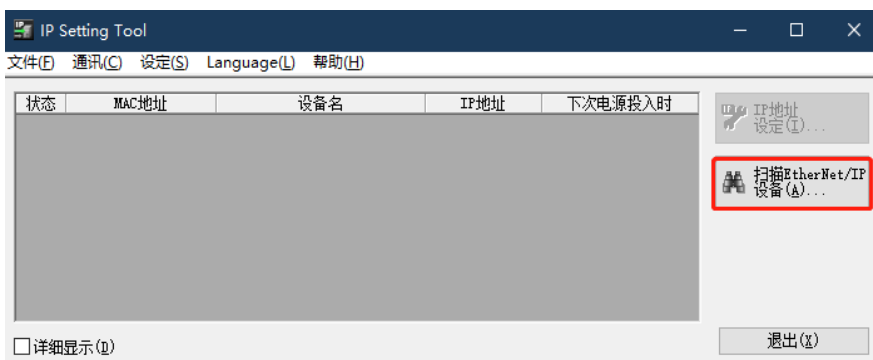 IP Setting Tool
文件(F) 通讯(C) 设定(S) Language(L) 帮助(H)
状态 MAC地址 设备名 IP地址 下次电源投入时
IP地址
设定(I)...
扫描EtherNet/IP
设备(A)...
详细显示(D)
退出(X)